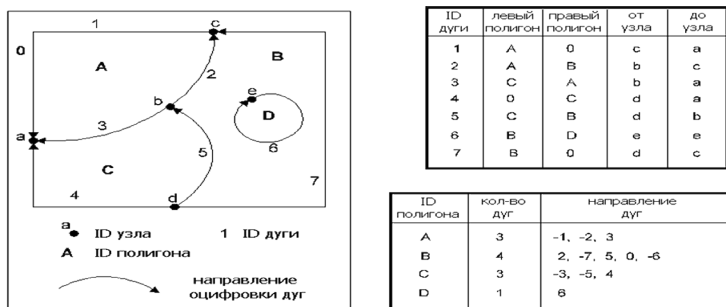 1
c
0
A
B
2
b
e
D
a
3
6
C
5
4
7
d
a
ID узла
1 ID дуги
A ID полигона
направление
оцифровки дуг
ID дуги левый полигон правый полигон от узла до узла
1 A 0 c a
2 A B b c
3 C A b a
4 0 C d a
5 C B d b
6 B D e e
7 B 0 d c
ID полигона кол-во дуг направление дуг
A 3 -1, -2, 3
B 4 2, -7, 5, 0, -6
C 3 -3, -5, 4
D 1 6